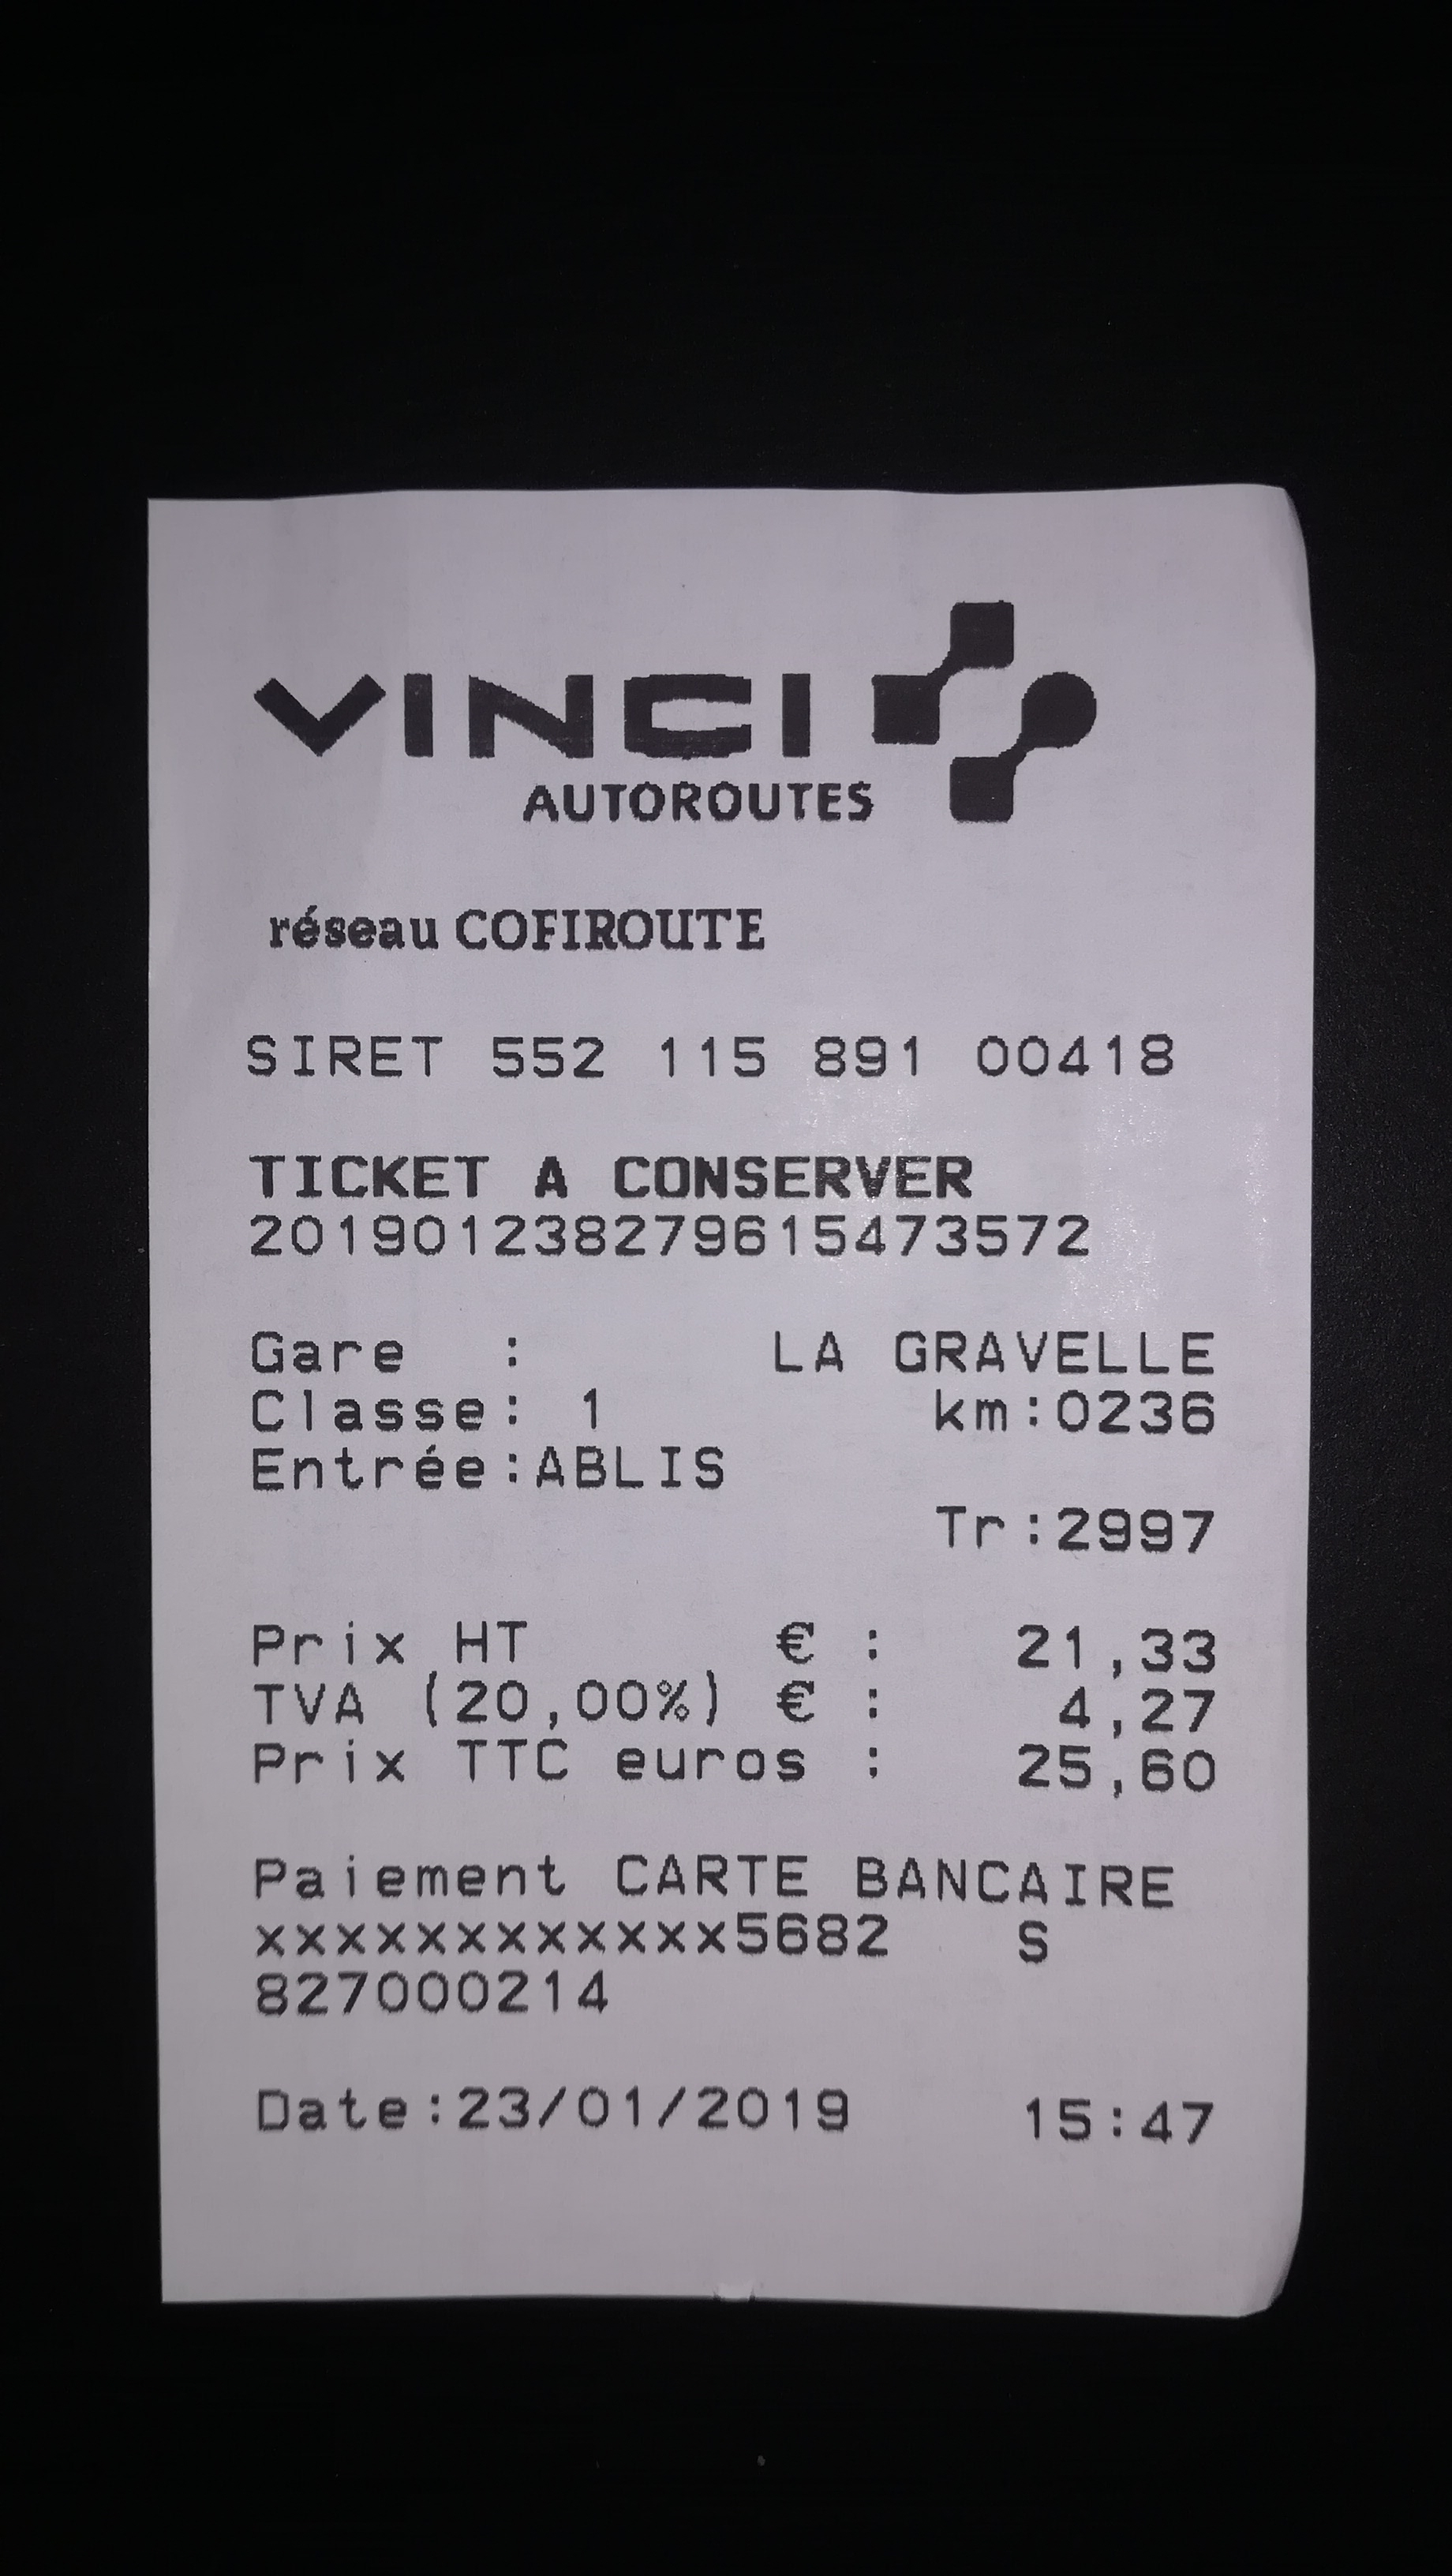 VINCI
AUTOROUTES
réseau COFIROUTE
SIRET 552 115 891 00418
TICKET A CONSERVER
201901238279615473572
Gare : LA GRAVELLE
Classe: 1 km:0236
Entrée:ABLIS
Tr:2997
Prix HT € : 21,33
TVA (20,00%) € : 4,27
Prix TTC euros : 25,60
Paiement CARTE BANCAIRE
xxxxxxxxxxxx5682 S
827000214
Date:23/01/2019 15:47